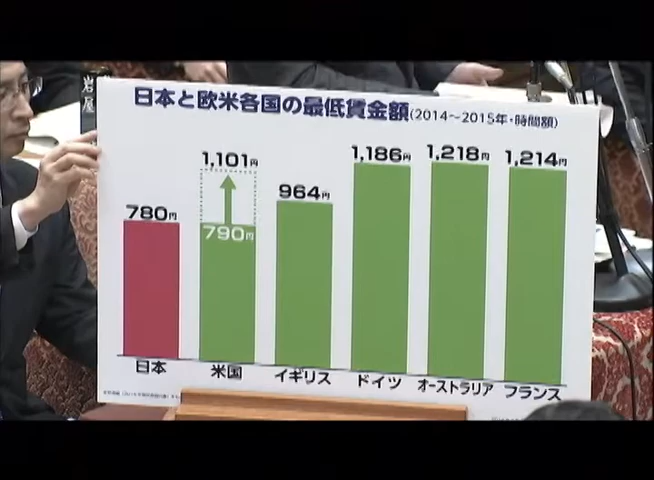 日本と欧米各国の最低賃金額(2014～2015年・時間額)
780円
1,101円
790円
964円
1,186円
1,218円
1,214円
日本
米国
イギリス
ドイツ
オーストラリア
フランス